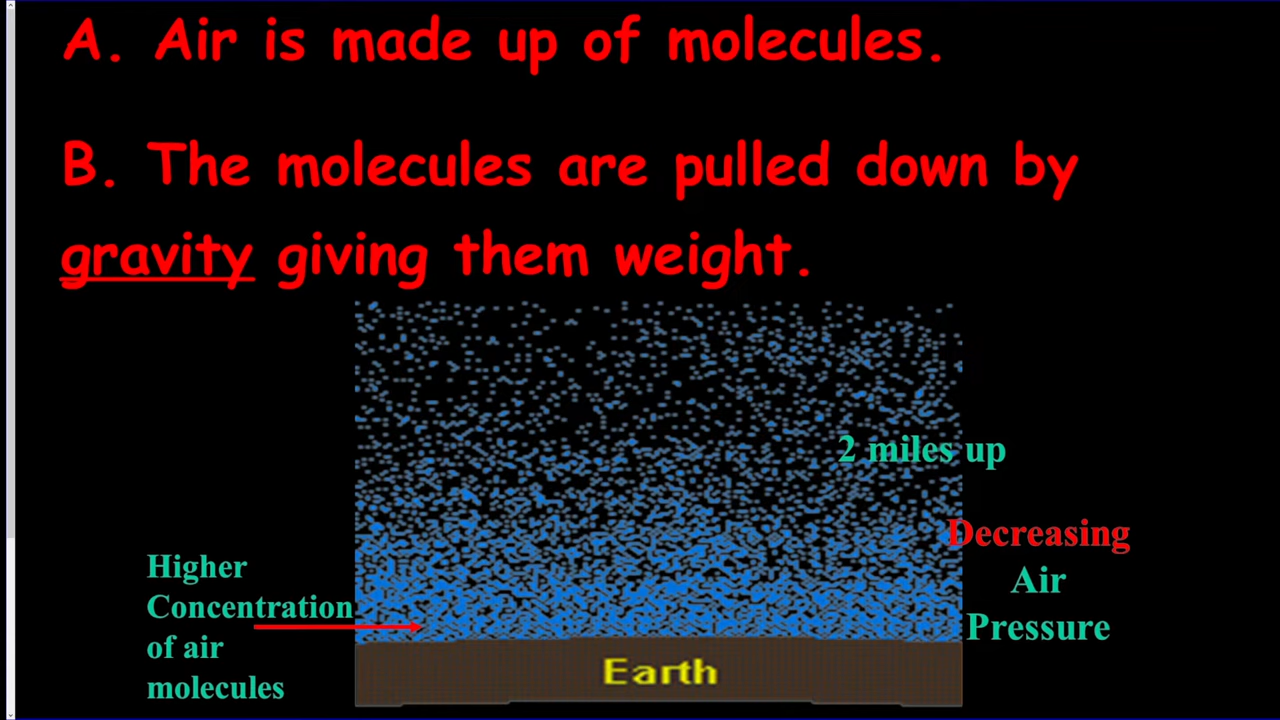 A. Air is made up of molecules.
B. The molecules are pulled down by
gravity giving them weight.
2 miles up
Decreasing
Air
Pressure
Higher
Concentration
of air
molecules
Earth